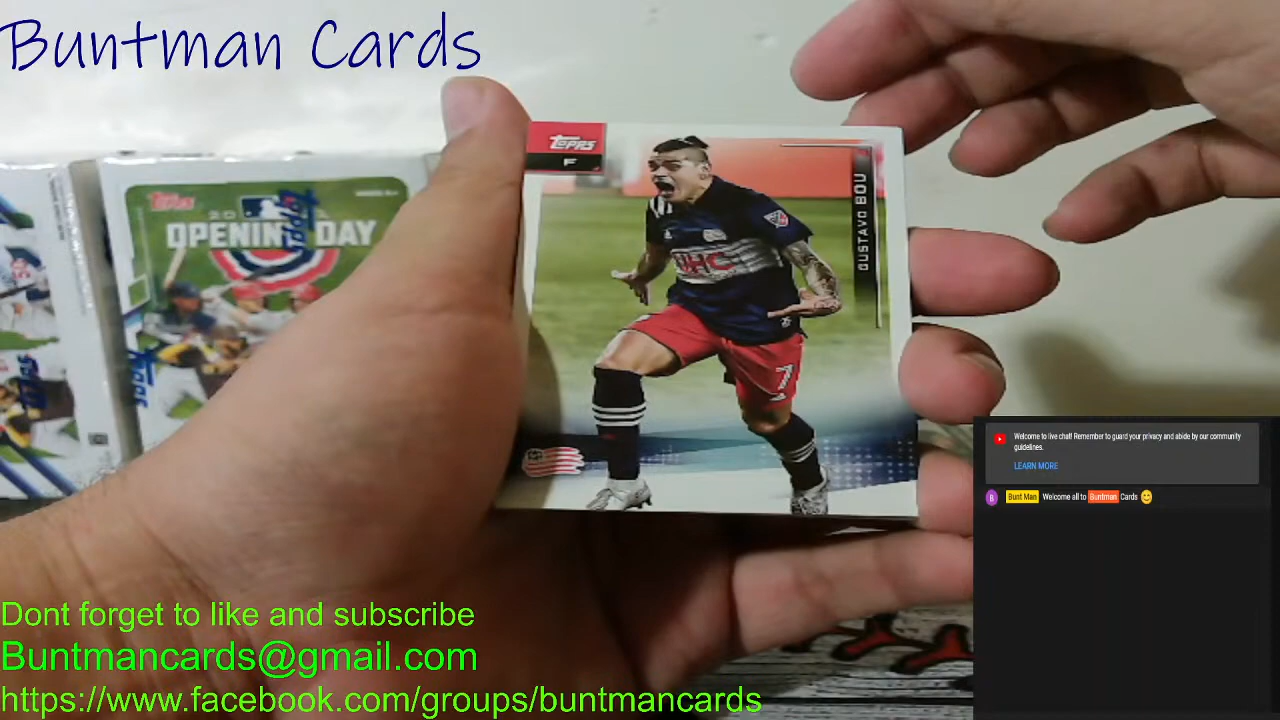 Buntman Cards
TOPPS
F
GUSTAVO BOU
UHC
7
Topps
OPENING DAY
Welcome to live chat! Remember to guard your privacy and abide by our community
guidelines.
LEARN MORE
B Bunt Man Welcome all to Buntman Cards
Dont forget to like and subscribe
Buntmancards@gmail.com
https://www.facebook.com/groups/buntmancards